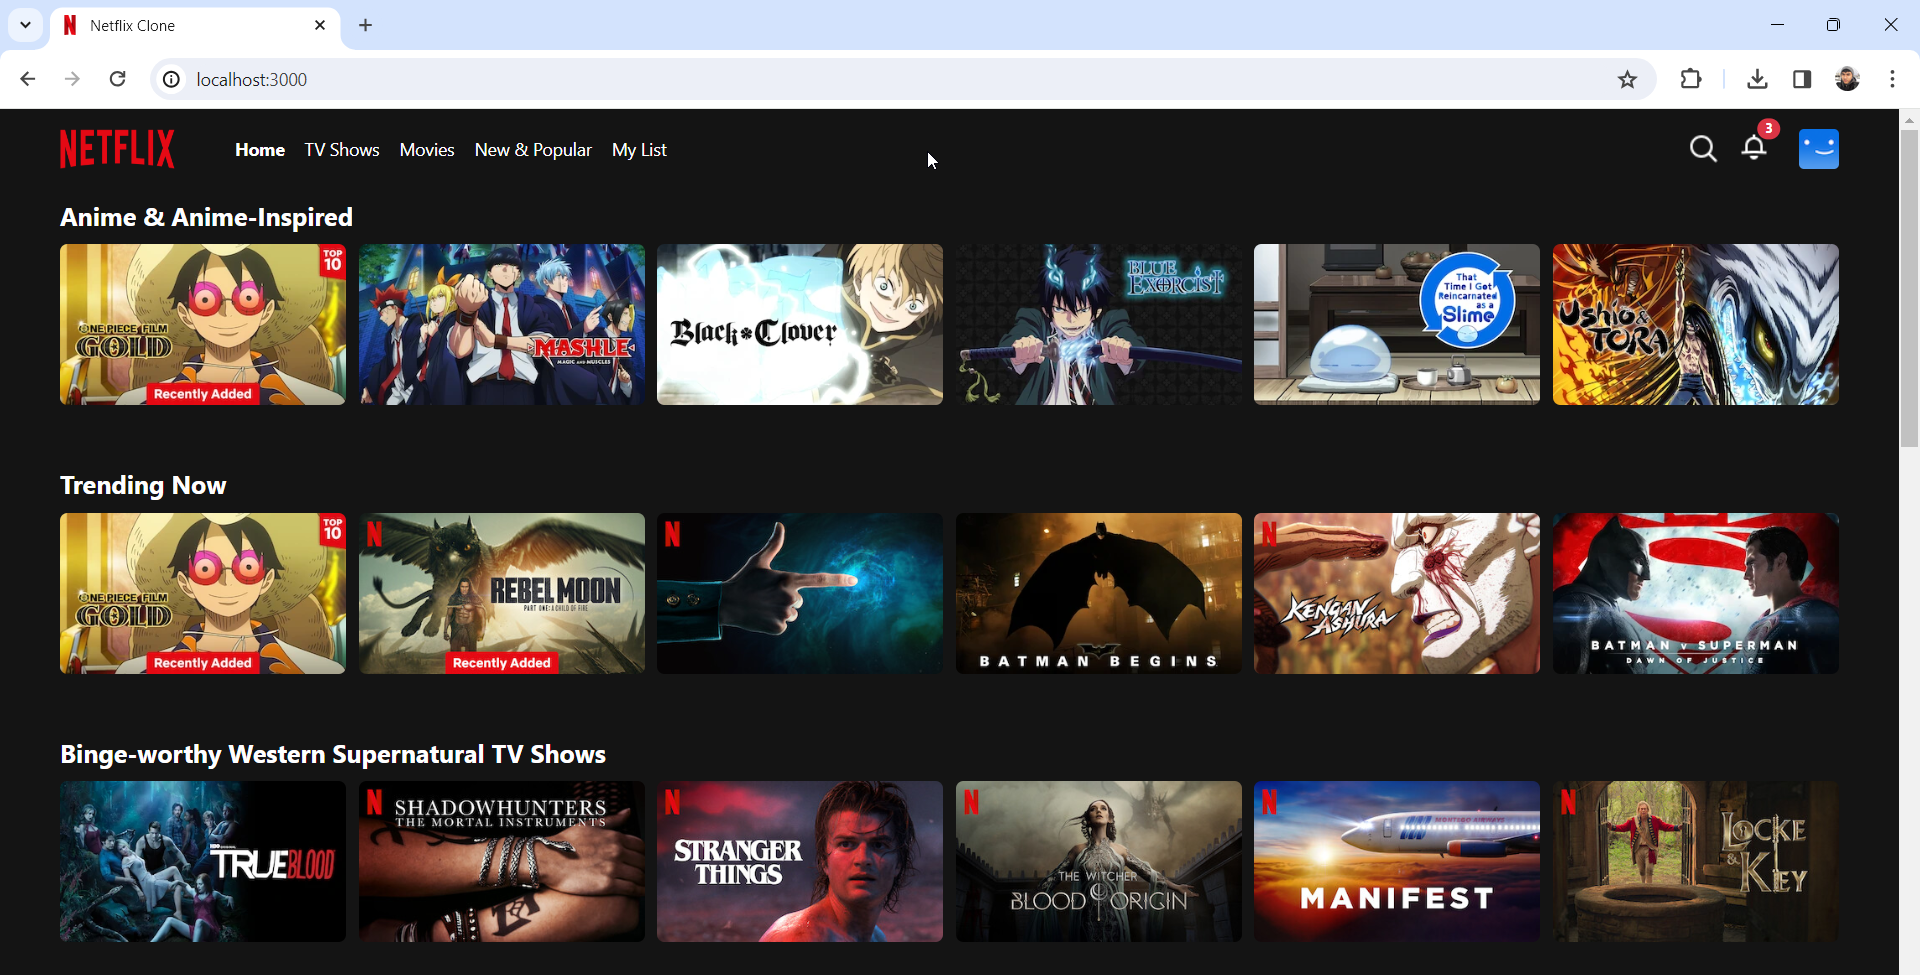 Netflix Clone
localhost:3000
NETFLIX
Home TV Shows Movies New & Popular My List
3
Anime & Anime-Inspired
TOP
10
ONE PIECE FILM
GOLD
Recently Added
MASHLE
MAGIC AND MUSCLES
Black Clover
BLUE
EXORCIST
That
Time I Got
Reincarnated
as a
Slime
Ushio &
TORA
Trending Now
TOP
10
ONE PIECE FILM
GOLD
Recently Added
N
REBEL MOON
PART ONE: A CHILD OF FIRE
Recently Added
N
BATMAN BEGINS
N
KENGAN
ASHURA
BATMAN V SUPERMAN
DAWN OF JUSTICE
Binge-worthy Western Supernatural TV Shows
TRUEBLOOD
N
SHADOWHUNTERS
THE MORTAL INSTRUMENTS
N
STRANGER
THINGS
N
THE WITCHER
BLOOD ORIGIN
N
MANIFEST
N
LOCKE
&
KEY